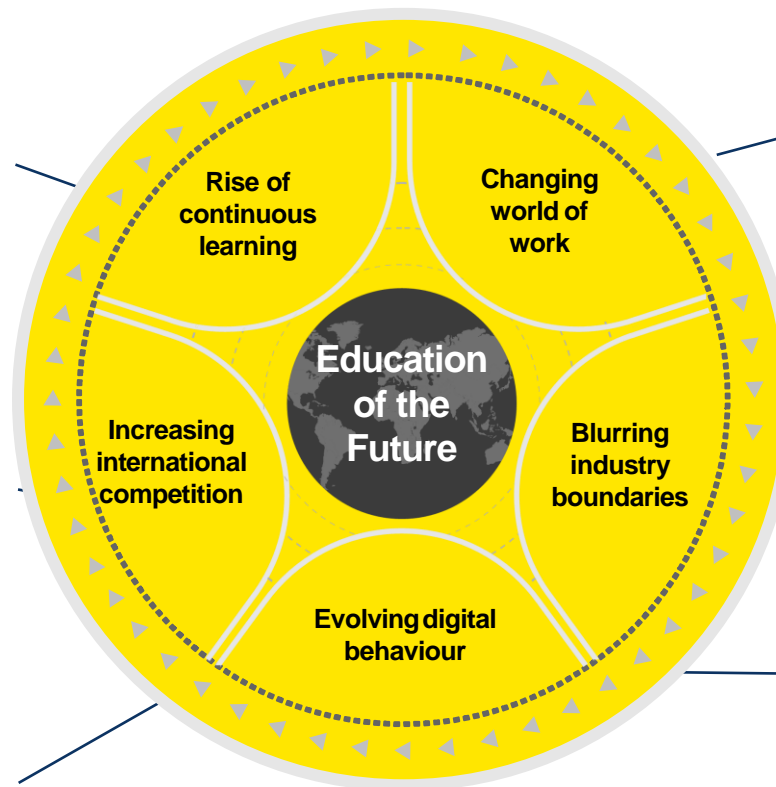 Rise of
continuous
learning
Changing
world of
work
Education
of the
Future
Increasing
international
competition
Blurring
industry
boundaries
Evolving digital
behaviour